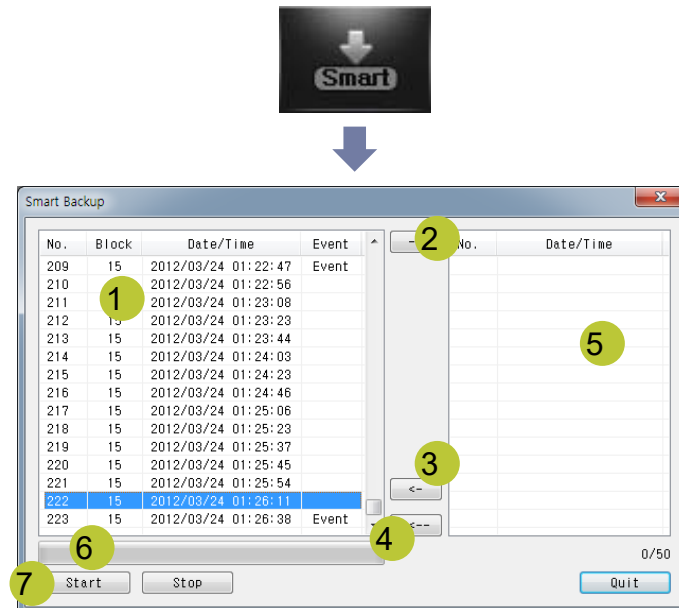 Smart
Smart Backup
No. Block Date/Time Event
209 15 2012/03/24 01:22:47 Event
210 2012/03/24 01:22:56
211 2012/03/24 01:23:08
212 15 2012/03/24 01:23:23
213 15 2012/03/24 01:23:44
214 15 2012/03/24 01:24:03
215 15 2012/03/24 01:24:23
216 15 2012/03/24 01:24:46
217 15 2012/03/24 01:25:06
218 15 2012/03/24 01:25:23
219 15 2012/03/24 01:25:37
220 15 2012/03/24 01:25:45
221 15 2012/03/24 01:25:54
222 15 2012/03/24 01:26:11
223 15 2012/03/24 01:26:38 Event
1
2
No. Date/Time
5
3
<-
4
<--
6
0/50
7
Start Stop Quit